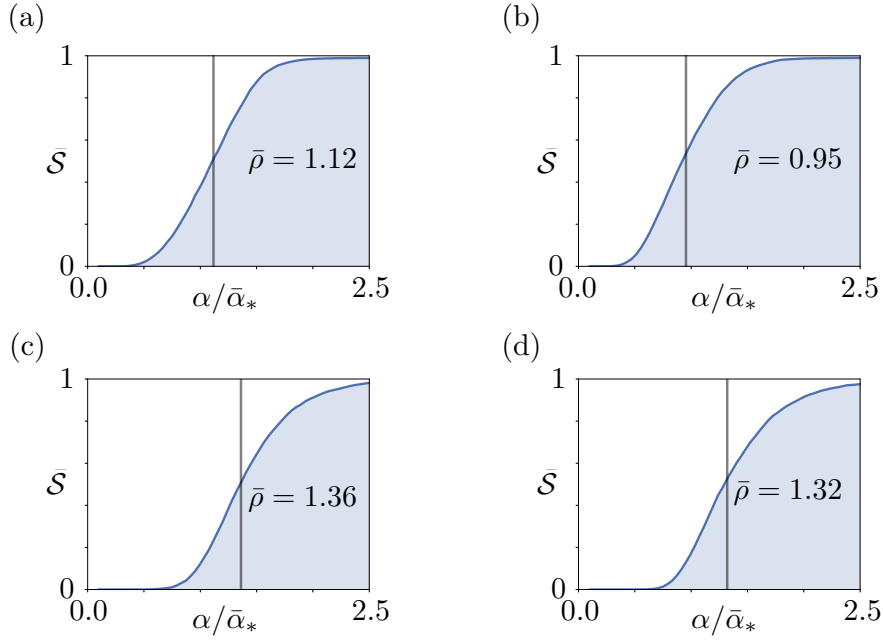 (a)
1
S̄
ρ̄ = 1.12
0
0.0
α/ᾱ*
2.5
(b)
1
S̄
ρ̄ = 0.95
0
0.0
α/ᾱ*
2.5
(c)
1
S̄
ρ̄ = 1.36
0
0.0
α/ᾱ*
2.5
(d)
1
S̄
ρ̄ = 1.32
0
0.0
α/ᾱ*
2.5